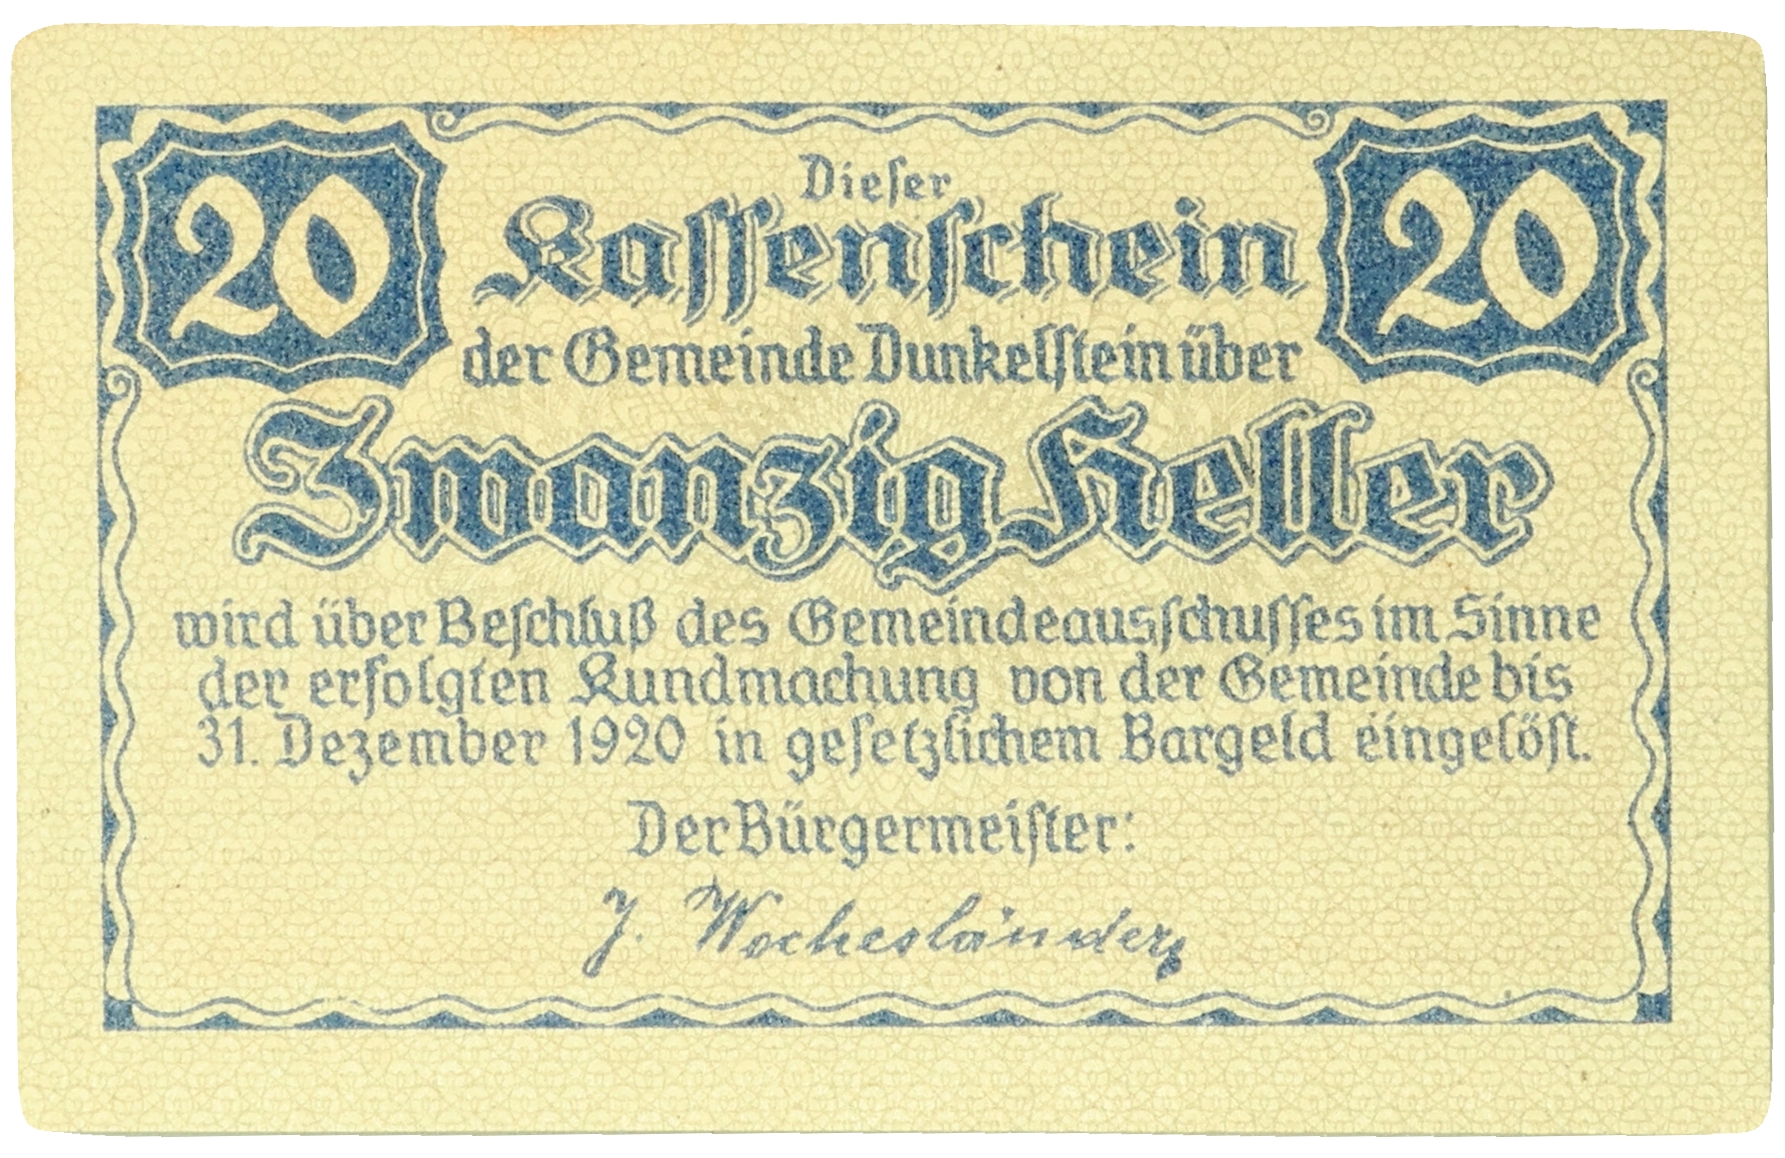 20 20
Dieser
Kassenschein
der Gemeinde Dunkelstein über
Zwanzig Heller
wird über Beschluß des Gemeindeausschusses im Sinne
der erfolgten Kundmachung von der Gemeinde bis
31. Dezember 1920 in gesetzlichem Bargeld eingelöst.
Der Bürgermeister:
J. Wochesländer